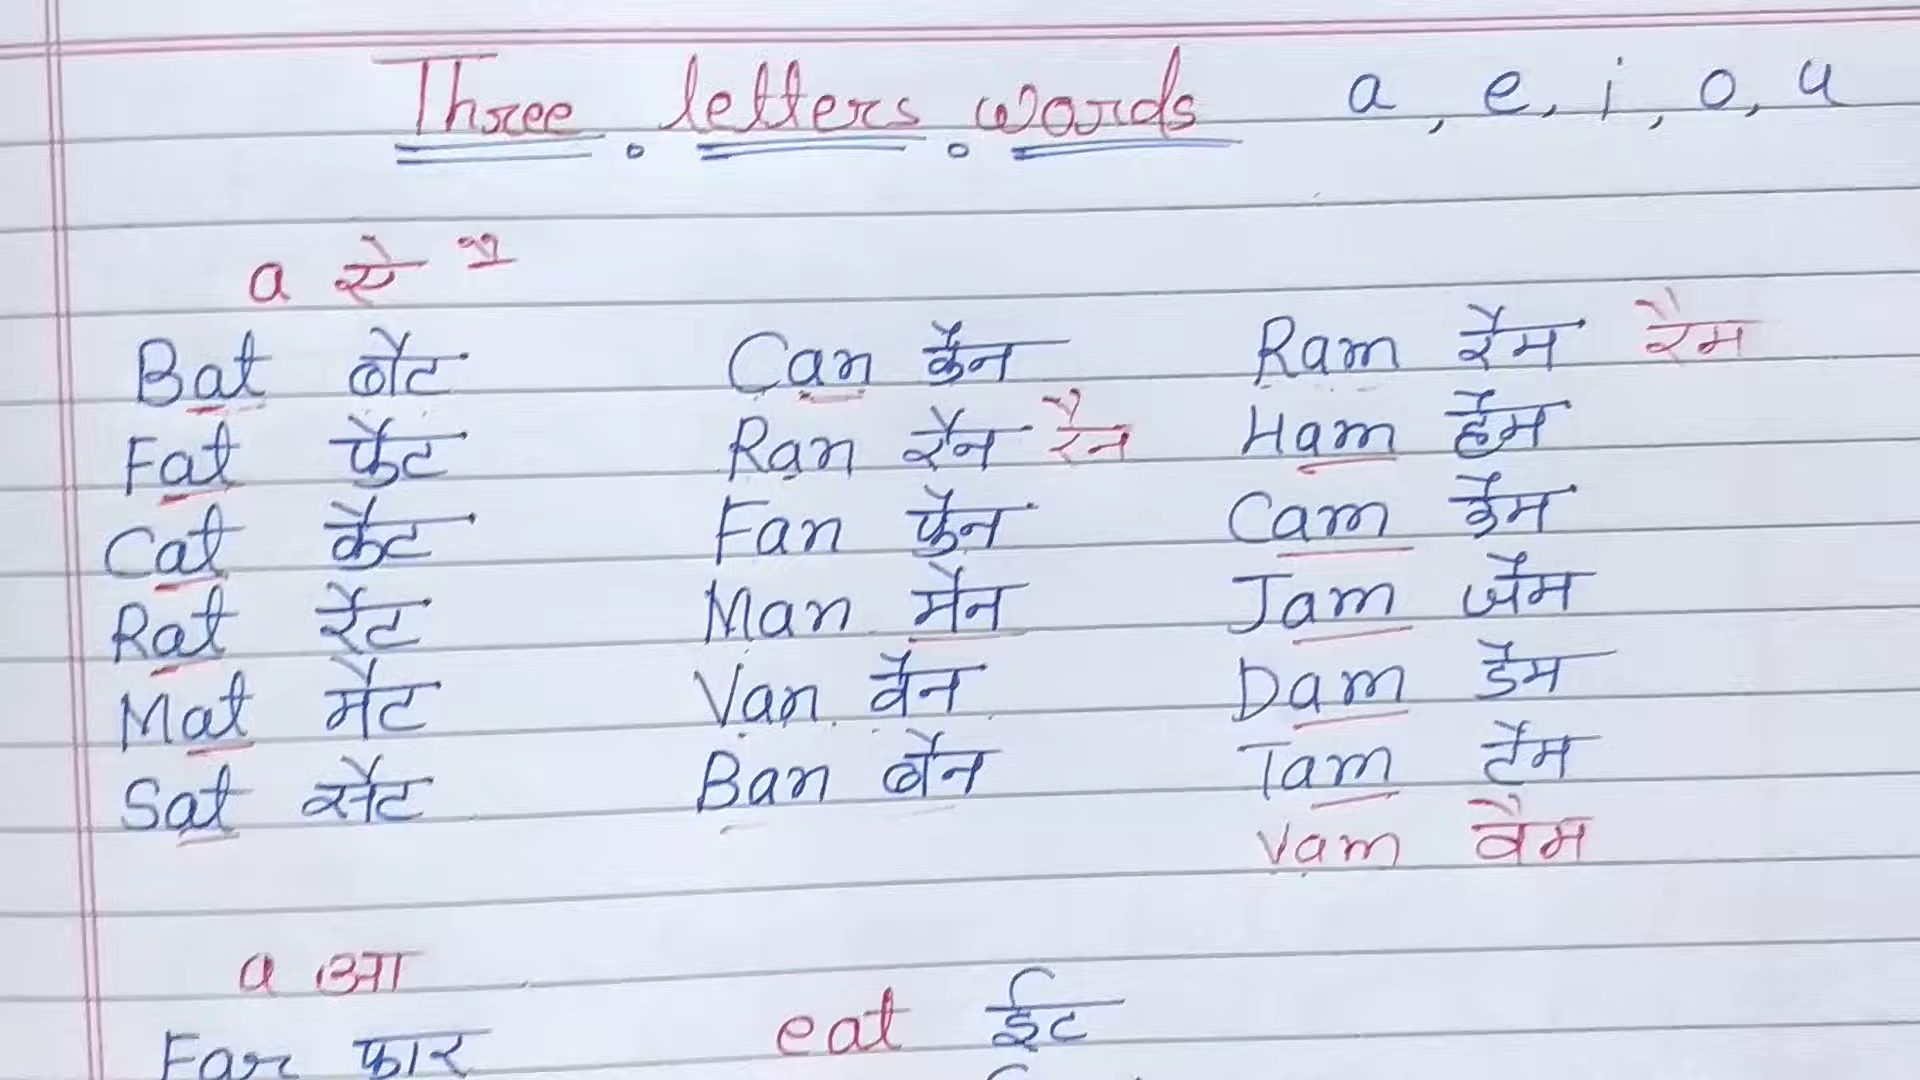 Three letters words a, e, i, o, u
a से
Bat बैट Can कैन Ram रैम रैम
Fat फैट Ran रैन रैन Ham हैम
Cat कैट Fan फैन Cam कैम
Rat रैट Man मैन Jam जैम
Mat मैट Van वैन Dam डैम
Sat सैट Ban बैन Tam टैम
Vam वैम
a आ
Far फार eat ईट